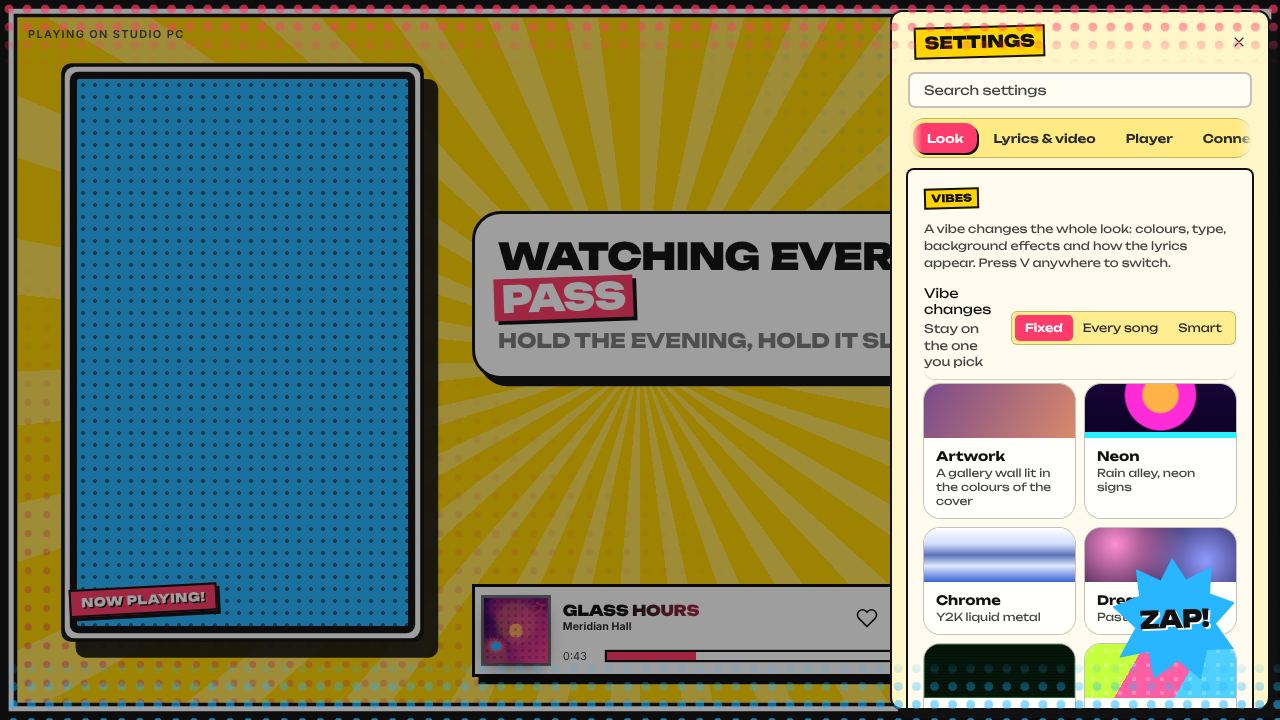 PLAYING ON STUDIO PC
NOW PLAYING!
WATCHING EVER
PASS
HOLD THE EVENING, HOLD IT SL
GLASS HOURS
Meridian Hall
0:43
SETTINGS
×
Search settings
Look Lyrics & video Player Conne
VIBES
A vibe changes the whole look: colours, type,
background effects and how the lyrics
appear. Press V anywhere to switch.
Vibe
changes
Stay on
the one
you pick
Fixed Every song Smart
Artwork
A gallery wall lit in
the colours of the
cover
Neon
Rain alley, neon
signs
Chrome
Y2K liquid metal
ZAP!